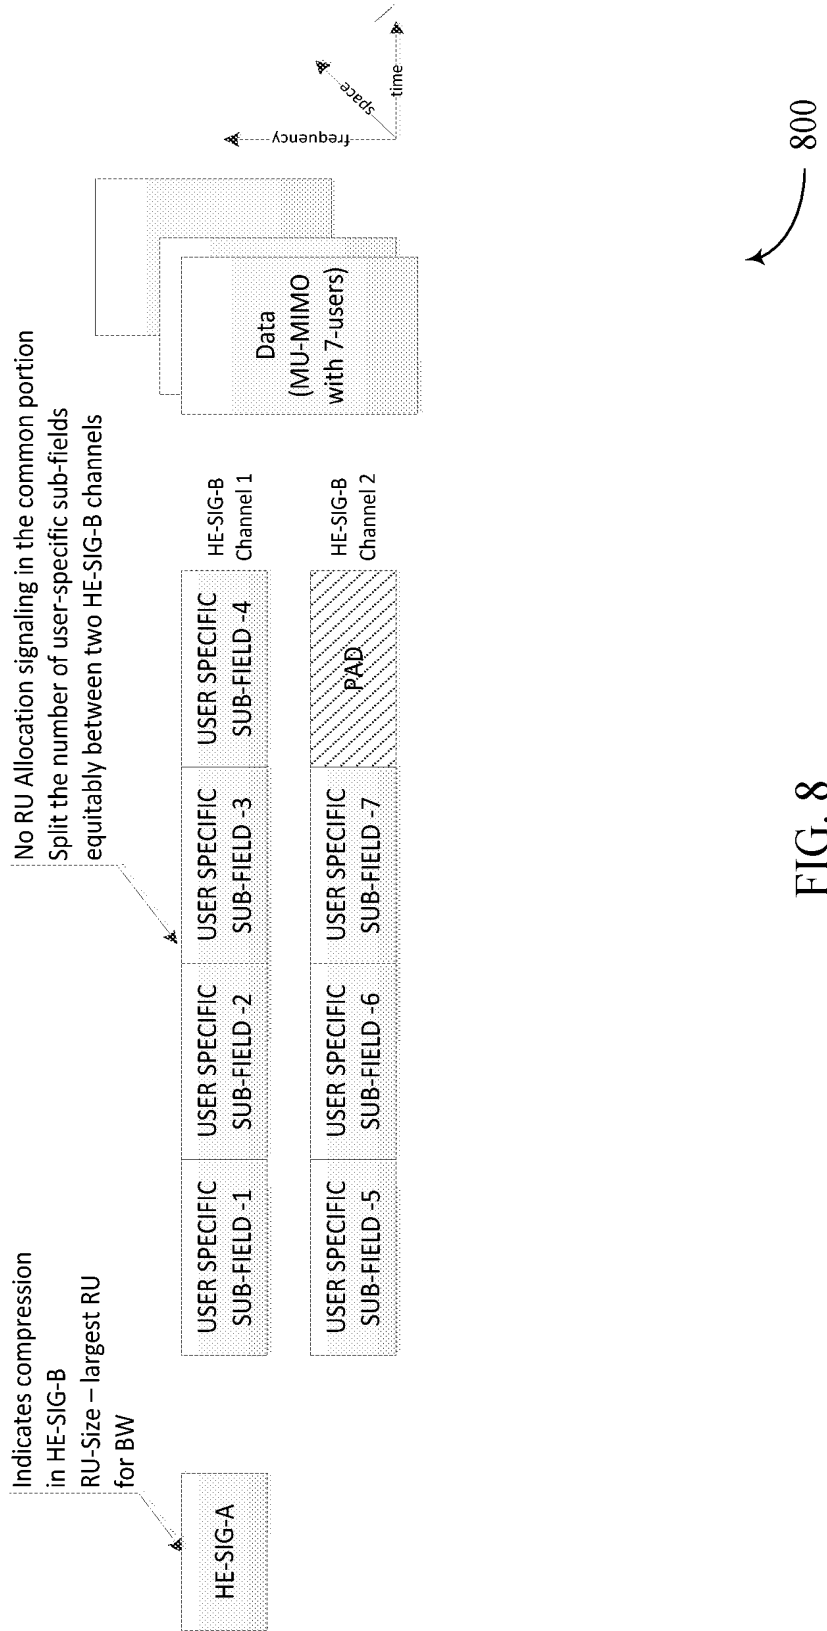 Indicates compression
in HE-SIG-B
RU-Size – largest RU
for BW
No RU Allocation signaling in the common portion
Split the number of user-specific sub-fields
equitably between two HE-SIG-B channels
HE-SIG-A
USER SPECIFIC
SUB-FIELD -1
USER SPECIFIC
SUB-FIELD -2
USER SPECIFIC
SUB-FIELD -3
USER SPECIFIC
SUB-FIELD -4
HE-SIG-B
Channel 1
USER SPECIFIC
SUB-FIELD -5
USER SPECIFIC
SUB-FIELD -6
USER SPECIFIC
SUB-FIELD -7
PAD
HE-SIG-B
Channel 2
Data
(MU-MIMO
with 7-users)
frequency
space
time
800
FIG. 8